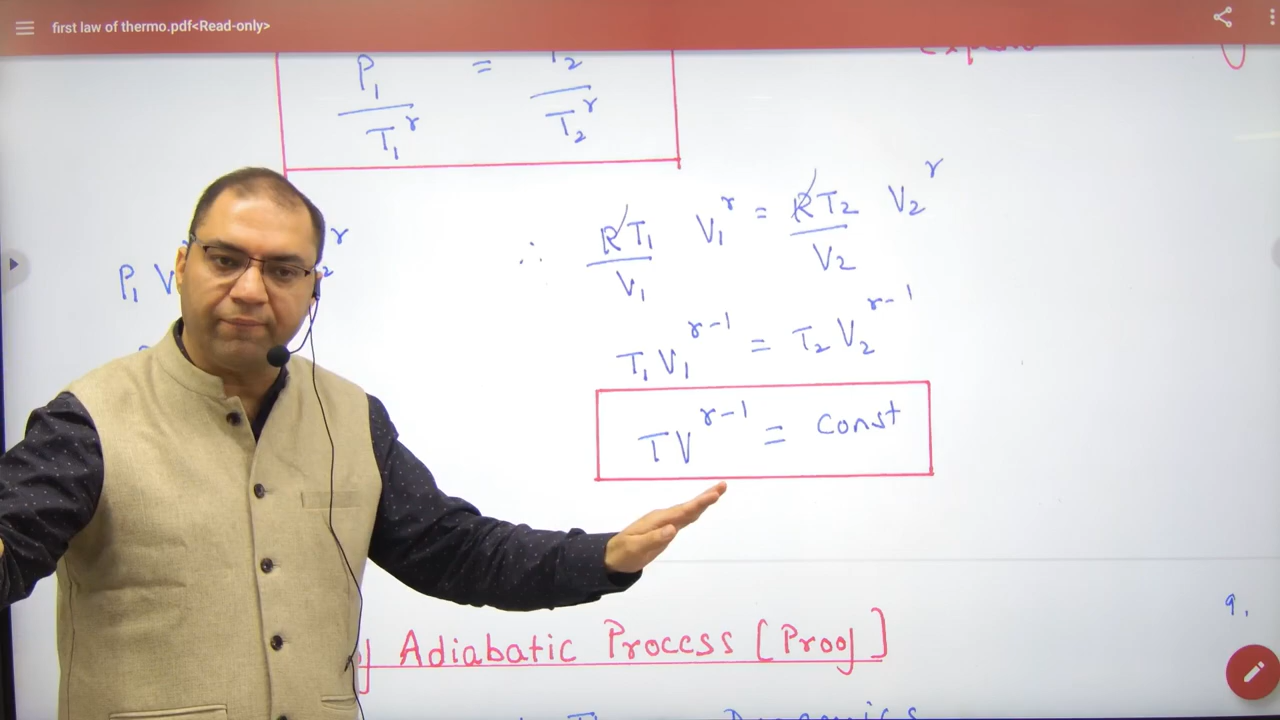 first law of thermo.pdf<Read-only>
P₁ / T₁^γ = / T₂^γ
∴ RT₁/V₁ V₁^γ = RT₂/V₂ V₂^γ
P₁ V
T₁V₁^γ-1 = T₂V₂^γ-1
TV^γ-1 = Const
9.
Adiabatic Process [Proof]